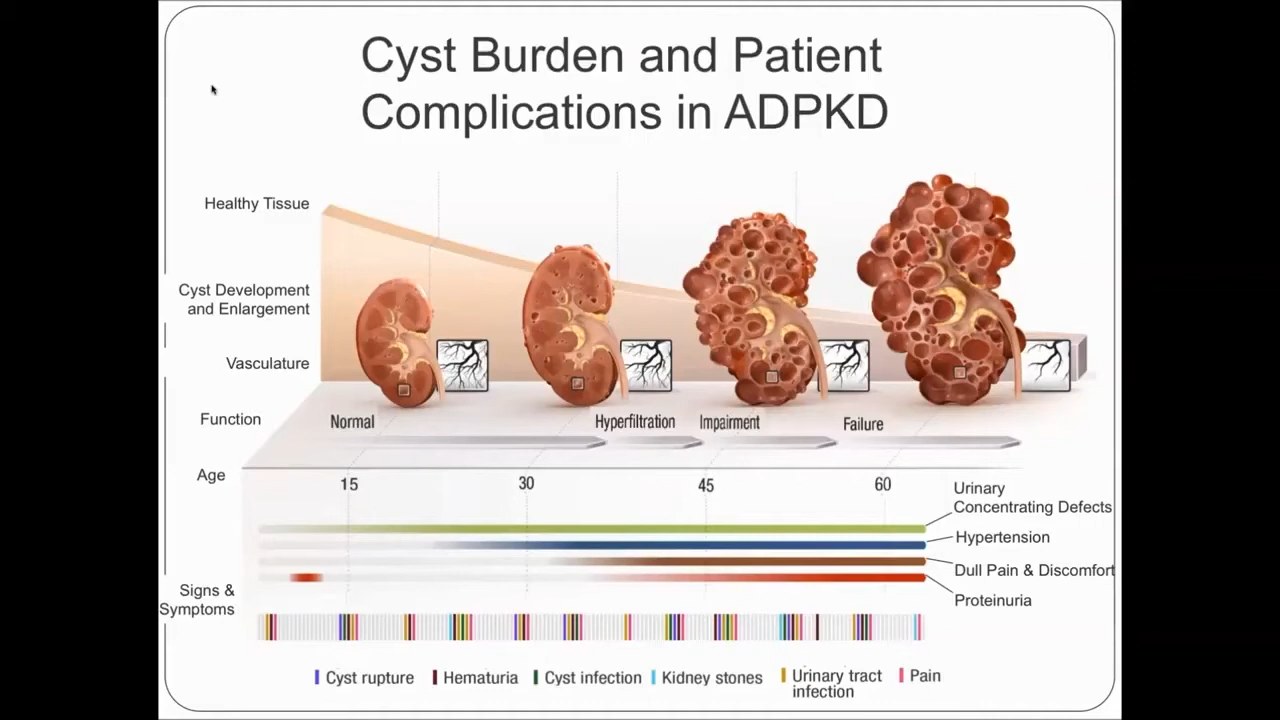 Cyst Burden and Patient
Complications in ADPKD
Healthy Tissue
Cyst Development
and Enlargement
Vasculature
Function
Normal
Hyperfiltration
Impairment
Failure
Age
15
30
45
60
Urinary
Concentrating Defects
Hypertension
Dull Pain & Discomfort
Proteinuria
Signs &
Symptoms
Cyst rupture
Hematuria
Cyst infection
Kidney stones
Urinary tract
infection
Pain